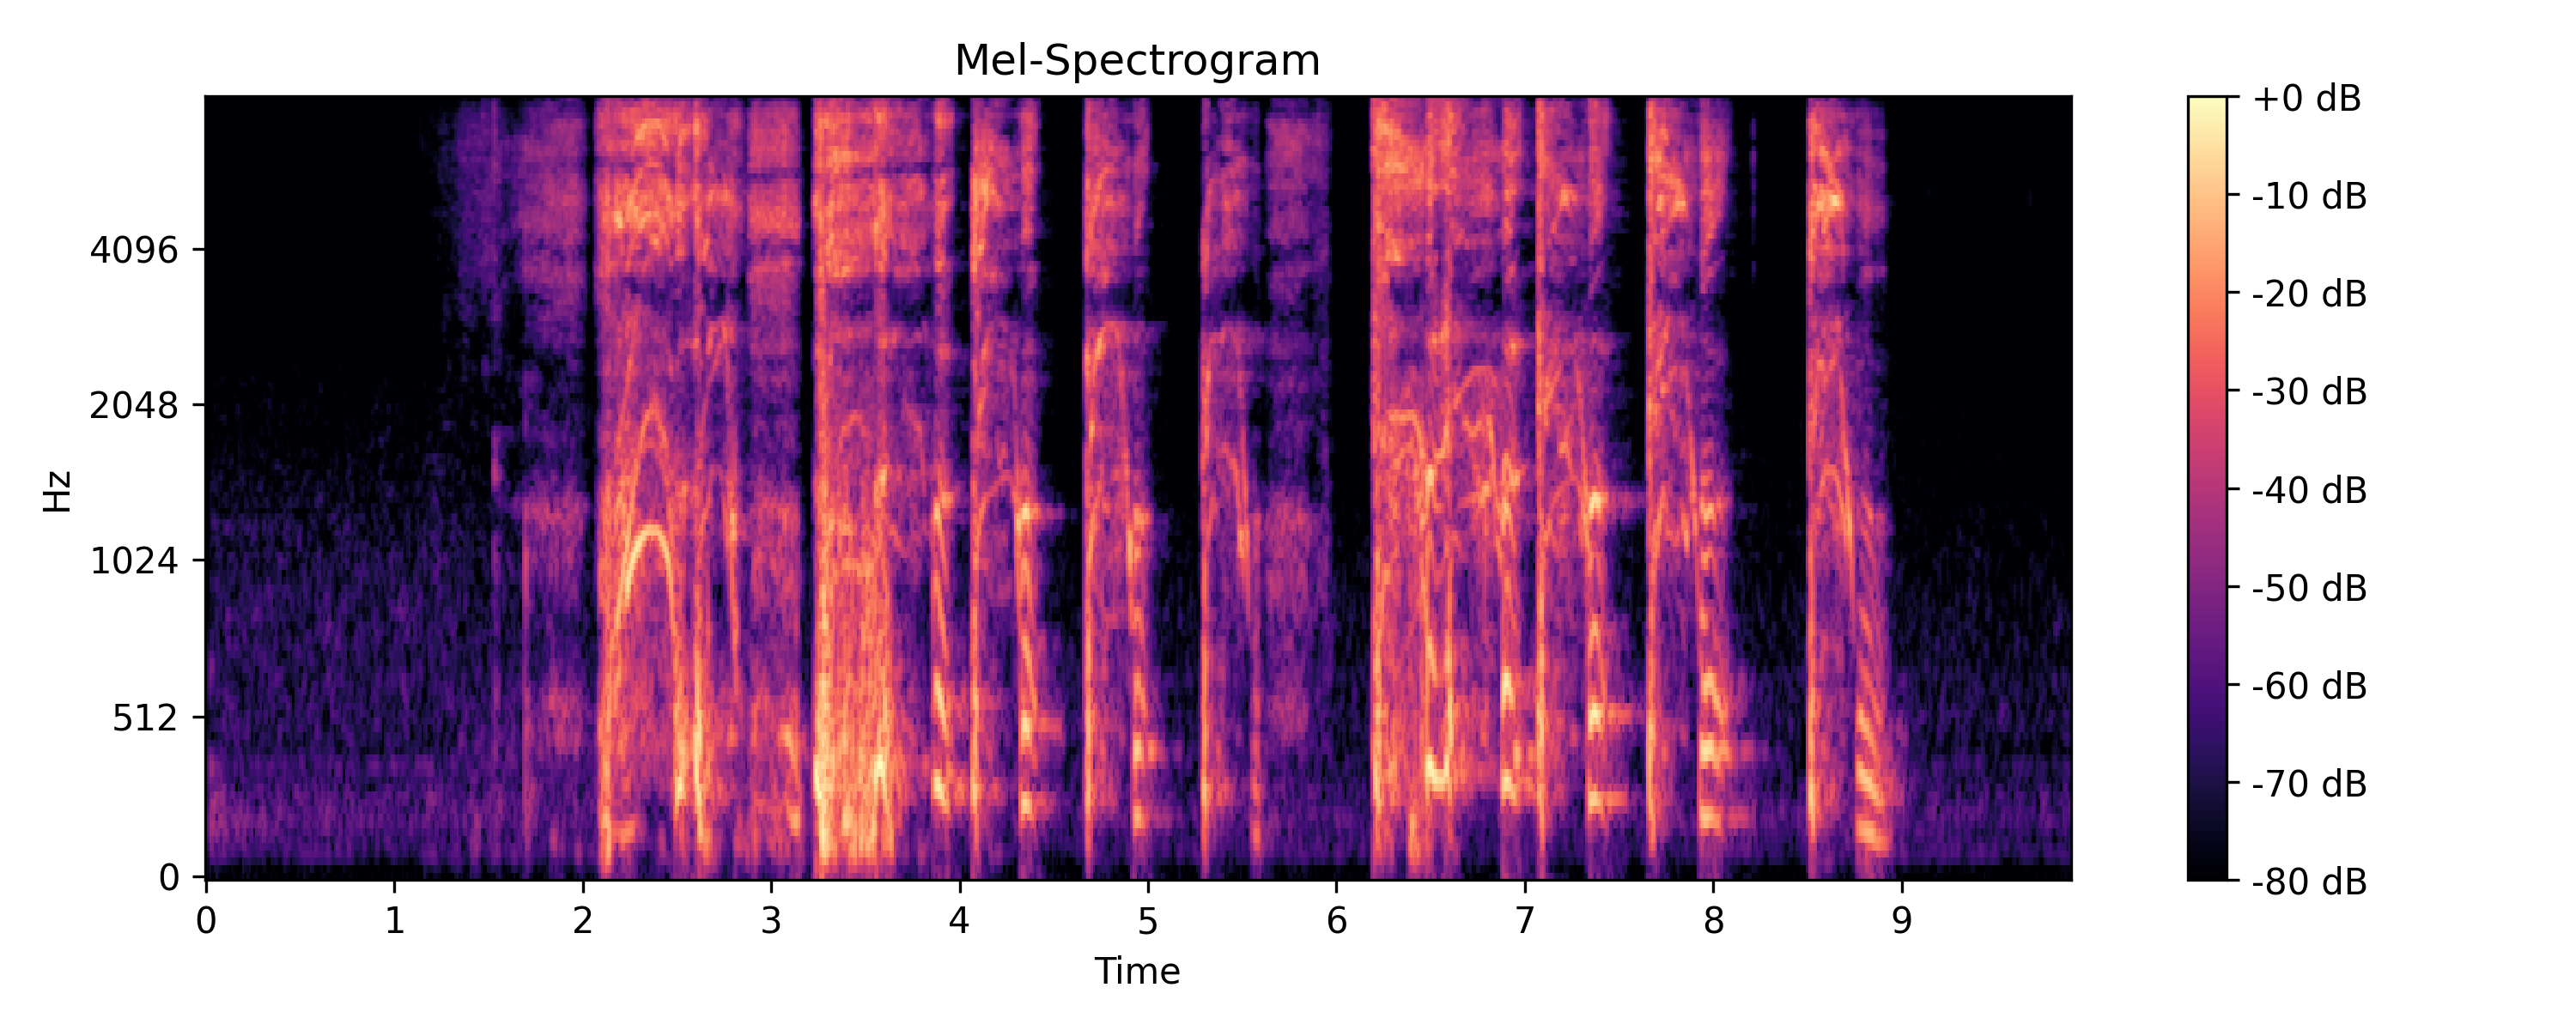 Mel-Spectrogram
+0 dB
-10 dB
4096
-20 dB
2048
-30 dB
Hz
-40 dB
1024
-50 dB
512
-60 dB
-70 dB
0
-80 dB
0 1 2 3 4 5 6 7 8 9
Time